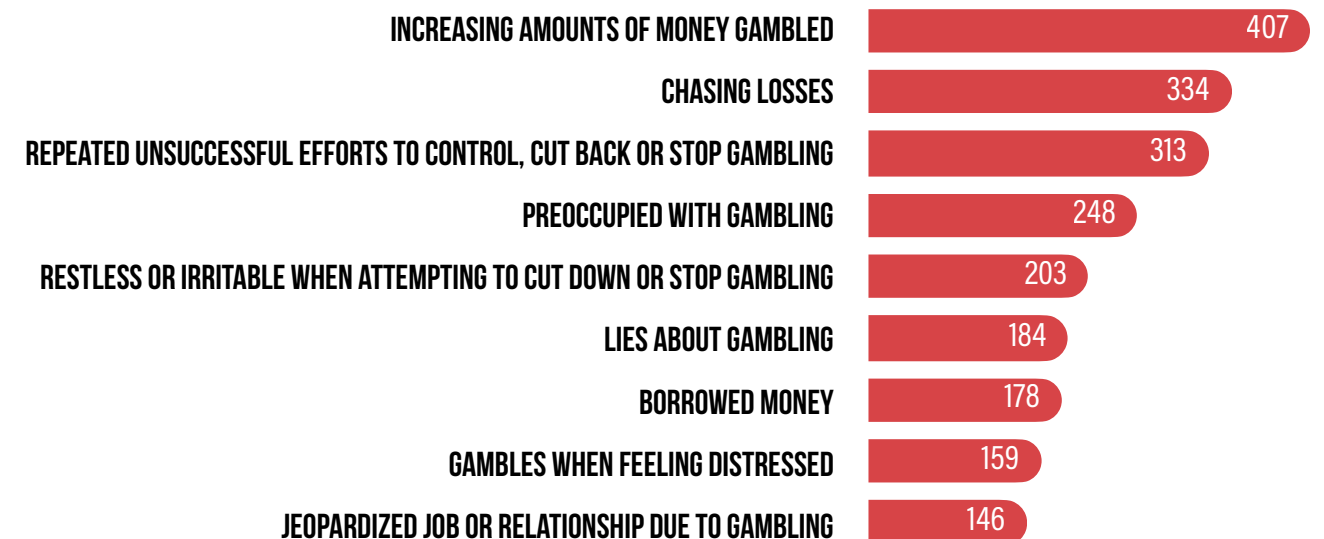 INCREASING AMOUNTS OF MONEY GAMBLED 407
CHASING LOSSES 334
REPEATED UNSUCCESSFUL EFFORTS TO CONTROL, CUT BACK OR STOP GAMBLING 313
PREOCCUPIED WITH GAMBLING 248
RESTLESS OR IRRITABLE WHEN ATTEMPTING TO CUT DOWN OR STOP GAMBLING 203
LIES ABOUT GAMBLING 184
BORROWED MONEY 178
GAMBLES WHEN FEELING DISTRESSED 159
JEOPARDIZED JOB OR RELATIONSHIP DUE TO GAMBLING 146